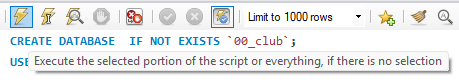 Limit to 1000 rows
CREATE DATABASE  IF NOT EXISTS `00_club`;
USE
Execute the selected portion of the script or everything, if there is no selection